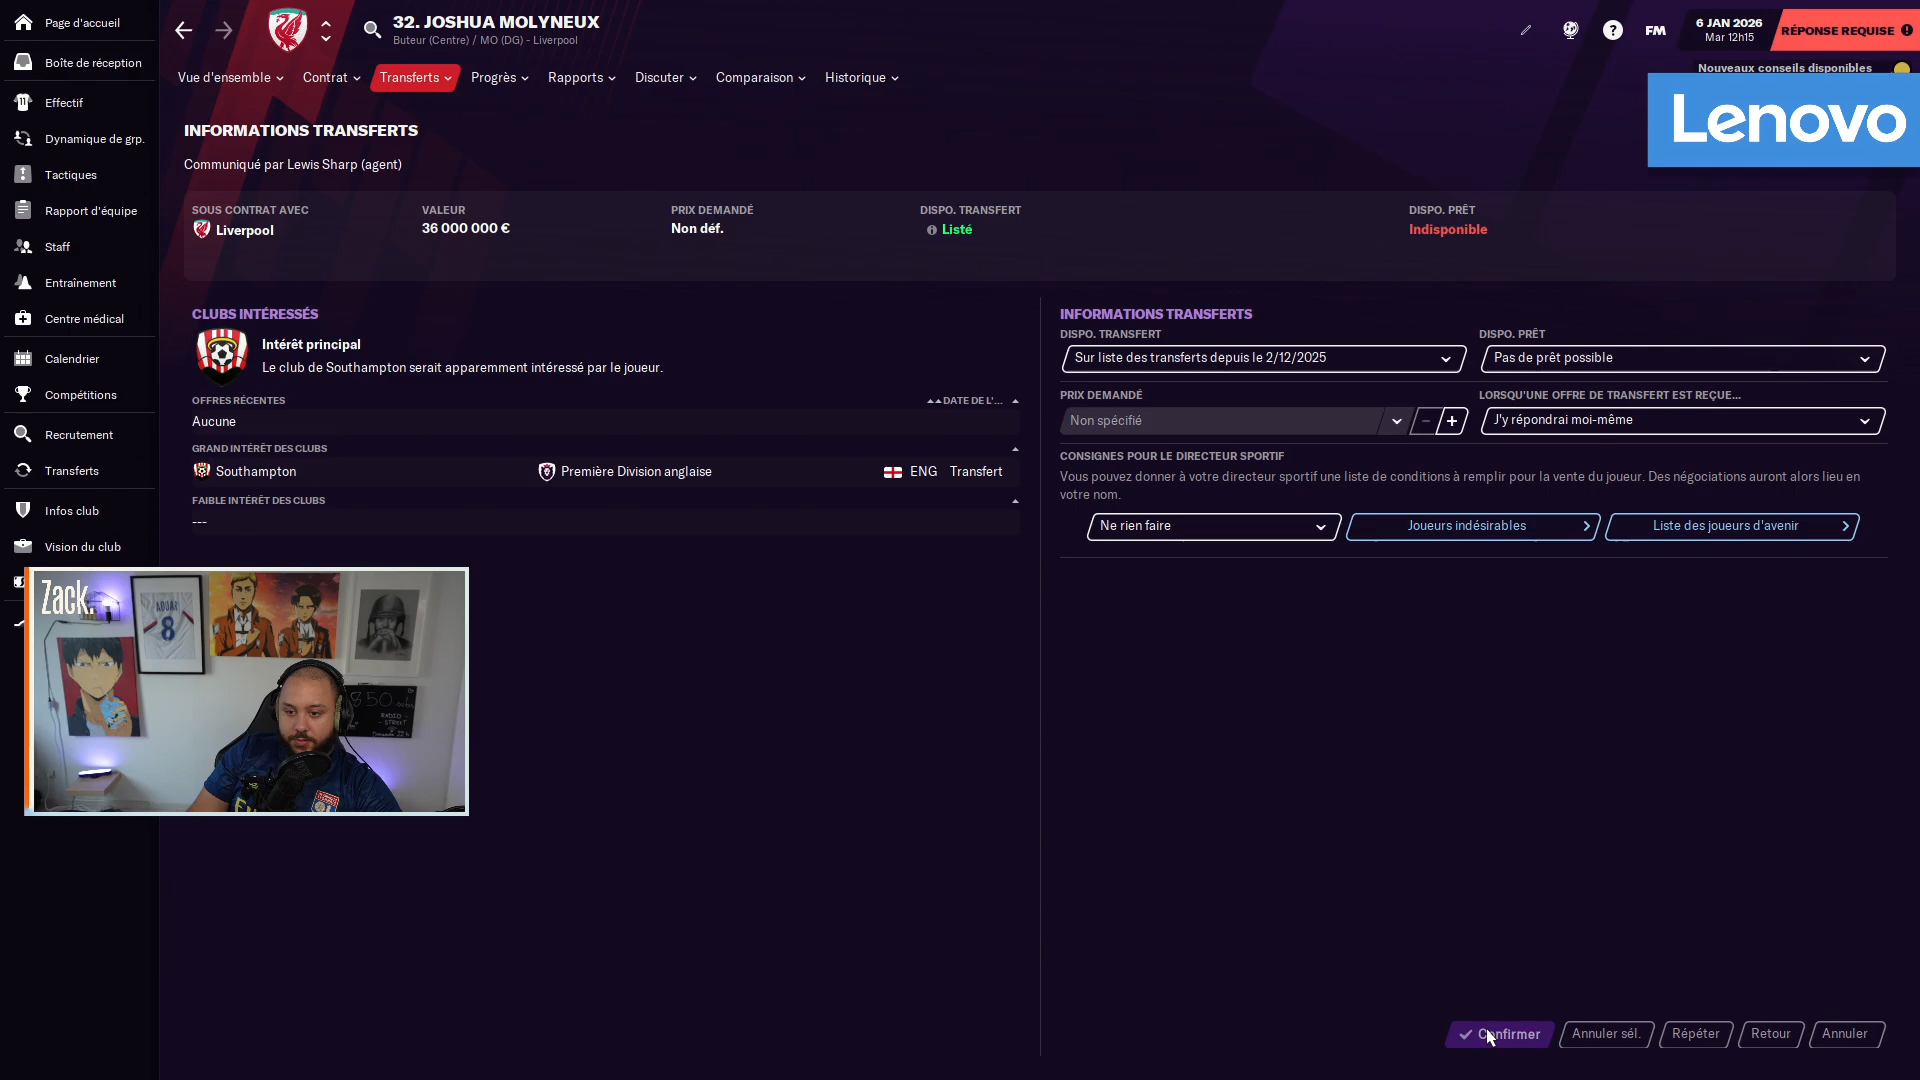 Page d'accueil
Boîte de réception
Effectif
Dynamique de grp.
Tactiques
Rapport d'équipe
Staff
Entraînement
Centre médical
Calendrier
Compétitions
Recrutement
Transferts
Infos club
Vision du club
32. JOSHUA MOLYNEUX
Buteur (Centre) / MO (DG) - Liverpool
FM
6 JAN 2026
Mar 12h15
RÉPONSE REQUISE
Nouveaux conseils disponibles
Lenovo
Vue d'ensemble
Contrat
Transferts
Progrès
Rapports
Discuter
Comparaison
Historique
INFORMATIONS TRANSFERTS
Communiqué par Lewis Sharp (agent)
SOUS CONTRAT AVEC
Liverpool
VALEUR
36 000 000 €
PRIX DEMANDÉ
Non déf.
DISPO. TRANSFERT
Listé
DISPO. PRÊT
Indisponible
CLUBS INTÉRESSÉS
Intérêt principal
Le club de Southampton serait apparemment intéressé par le joueur.
OFFRES RÉCENTES
DATE DE L'...
Aucune
GRAND INTÉRÊT DES CLUBS
Southampton
Première Division anglaise
ENG
Transfert
FAIBLE INTÉRÊT DES CLUBS
---
INFORMATIONS TRANSFERTS
DISPO. TRANSFERT
Sur liste des transferts depuis le 2/12/2025
DISPO. PRÊT
Pas de prêt possible
PRIX DEMANDÉ
Non spécifié
LORSQU'UNE OFFRE DE TRANSFERT EST REÇUE...
J'y répondrai moi-même
CONSIGNES POUR LE DIRECTEUR SPORTIF
Vous pouvez donner à votre directeur sportif une liste de conditions à remplir pour la vente du joueur. Des négociations auront alors lieu en
votre nom.
Ne rien faire
Joueurs indésirables
Liste des joueurs d'avenir
Zack.
AOUAR
8
850
RADIO
STREET
Confirmer
Annuler sél.
Répéter
Retour
Annuler